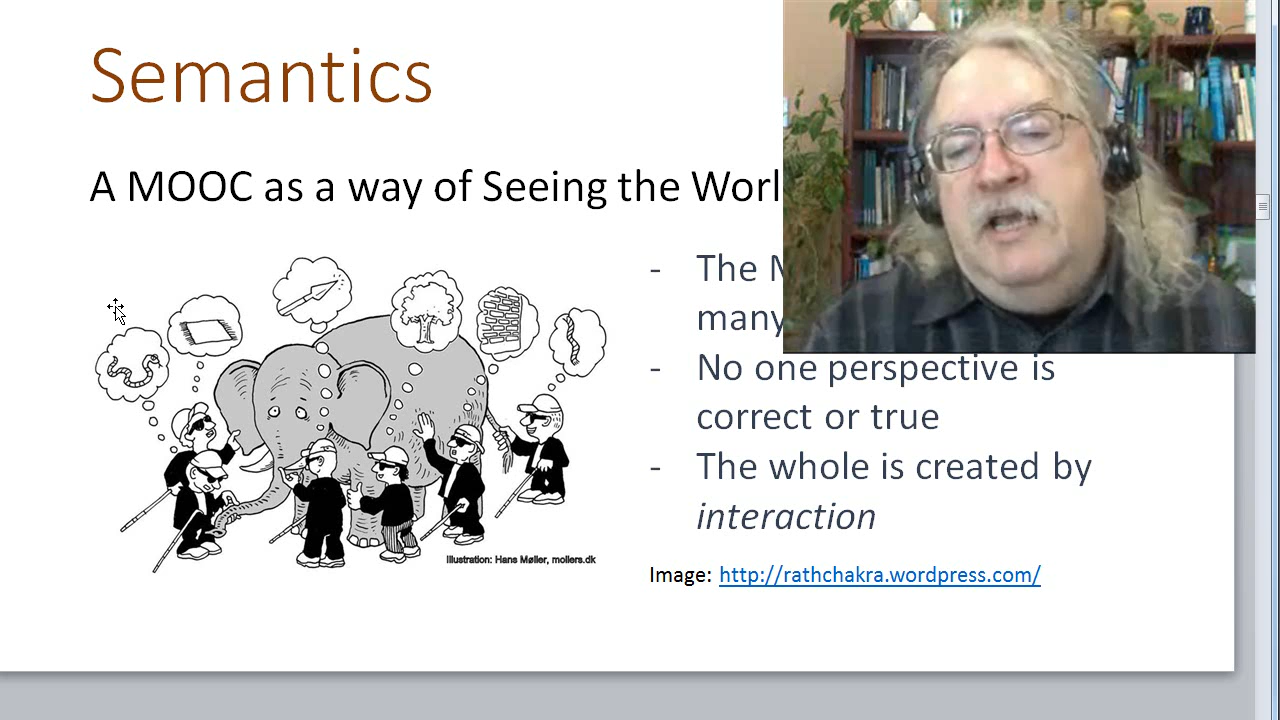 Semantics
A MOOC as a way of Seeing the Worl
- The
many
- No one perspective is
correct or true
- The whole is created by
interaction
Illustration: Hans Møller, mollers.dk
Image: http://rathchakra.wordpress.com/